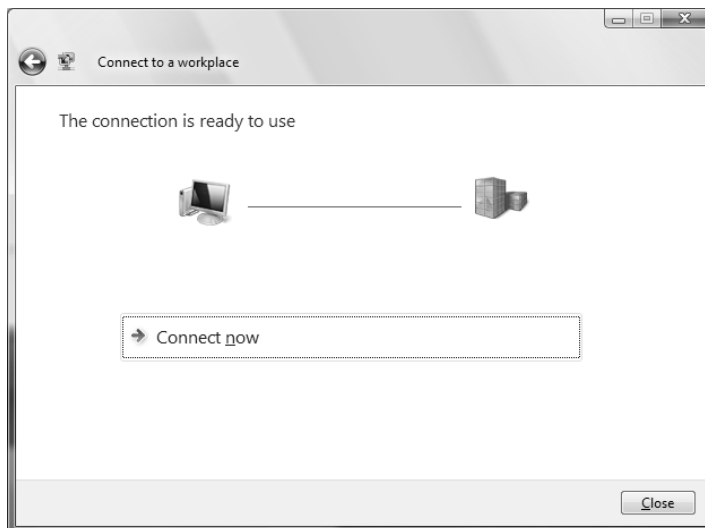 Connect to a workplace
The connection is ready to use
Connect now
Close